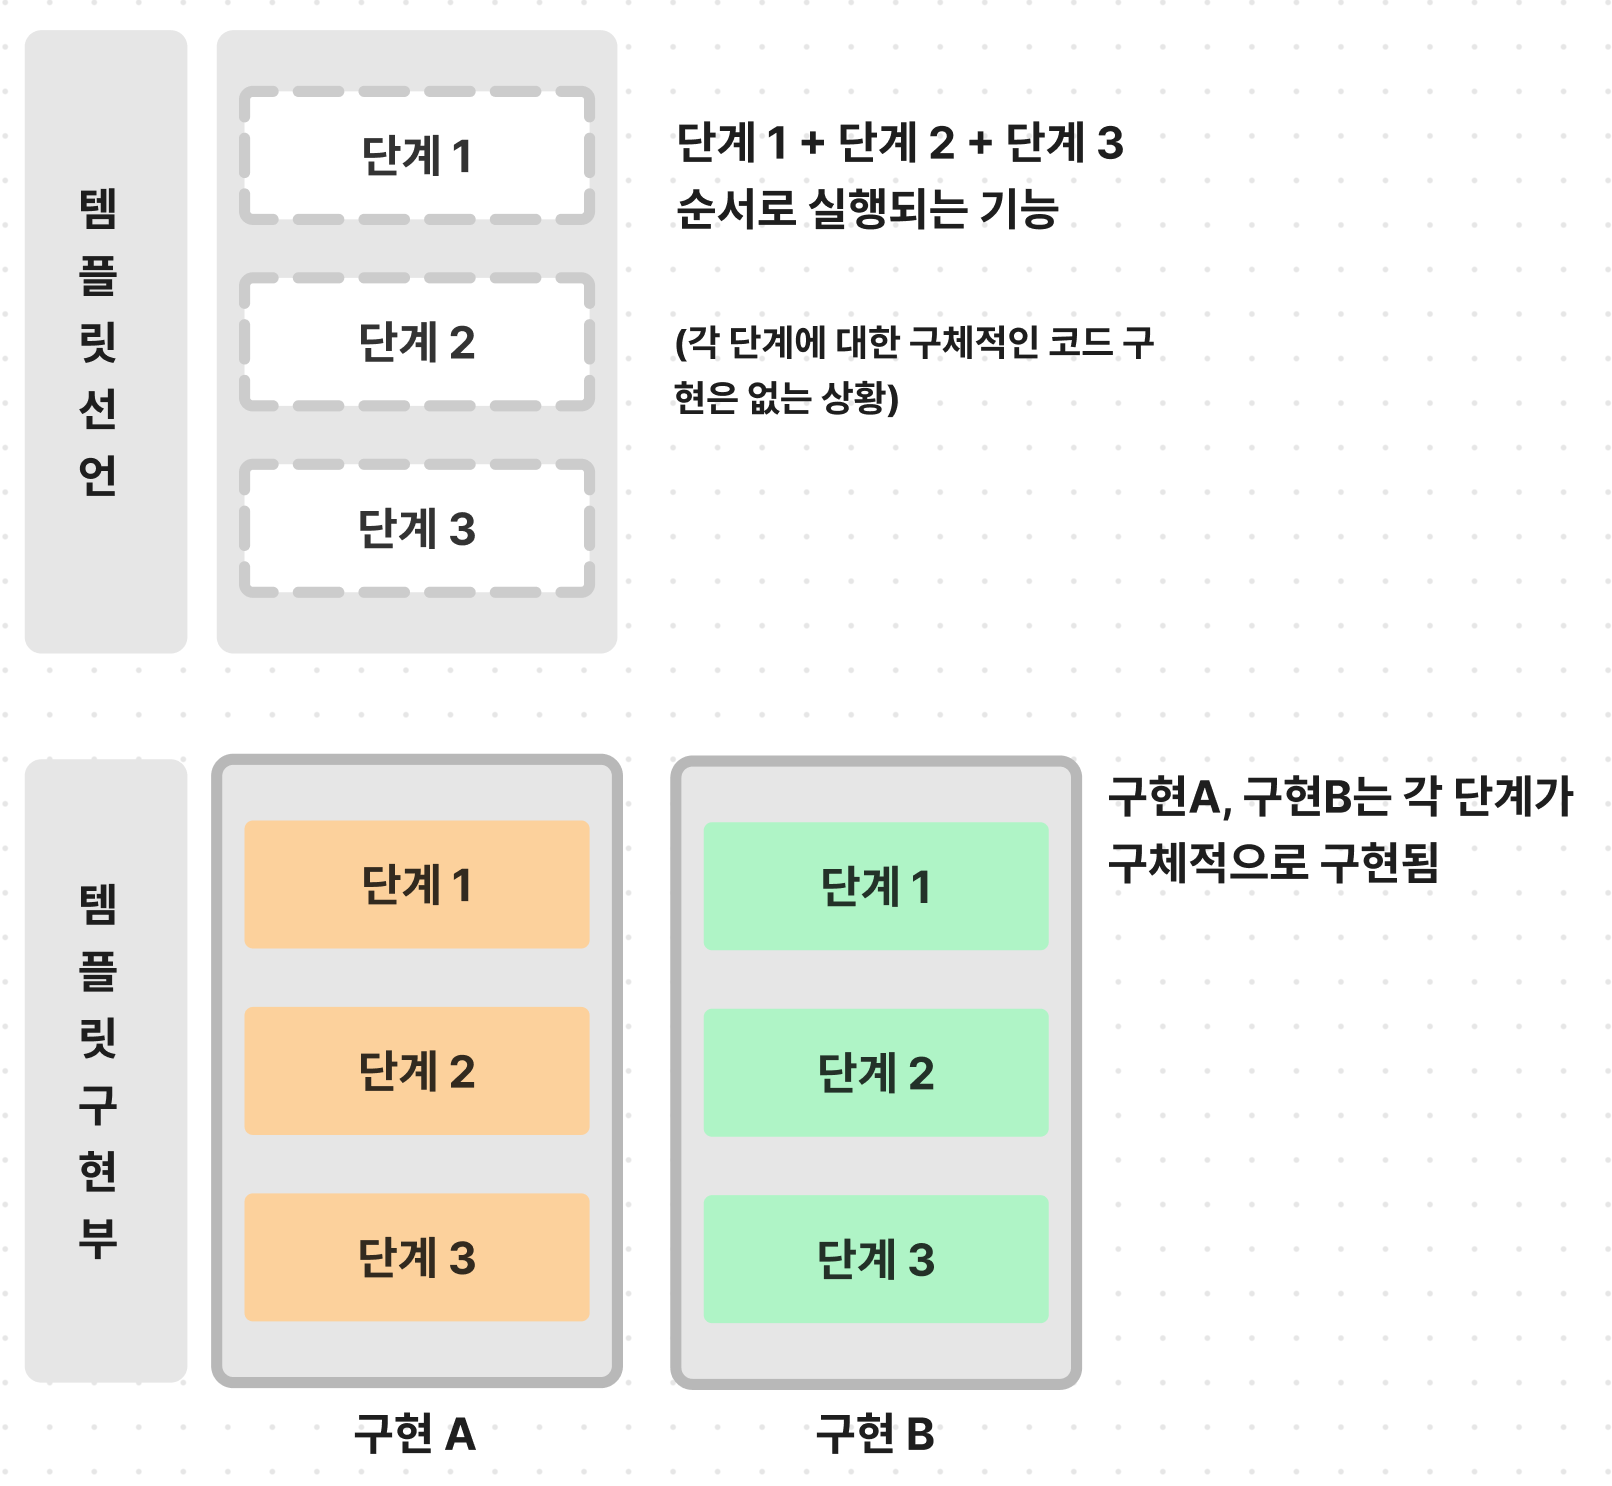 템
플
릿
선
언
단계 1
단계 2
단계 3
단계 1 + 단계 2 + 단계 3
순서로 실행되는 기능
(각 단계에 대한 구체적인 코드 구
현은 없는 상황)
템
플
릿
구
현
부
단계 1
단계 2
단계 3
구현 A
단계 1
단계 2
단계 3
구현 B
구현A, 구현B는 각 단계가
구체적으로 구현됨